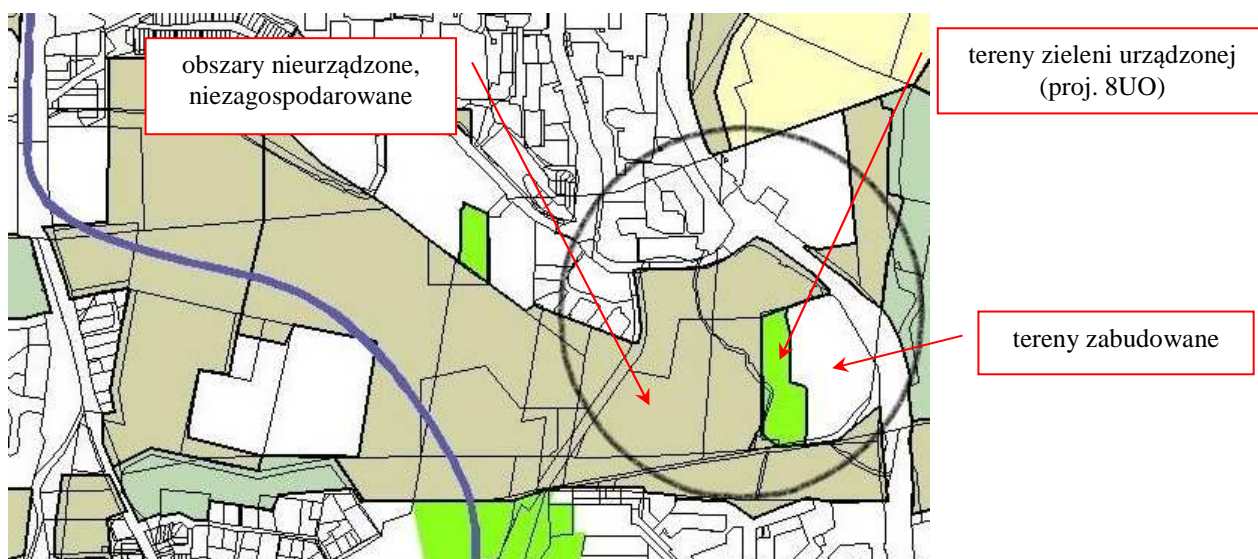 obszary nieurządzone,
niezagospodarowane
tereny zieleni urządzonej
(proj. 8UO)
tereny zabudowane